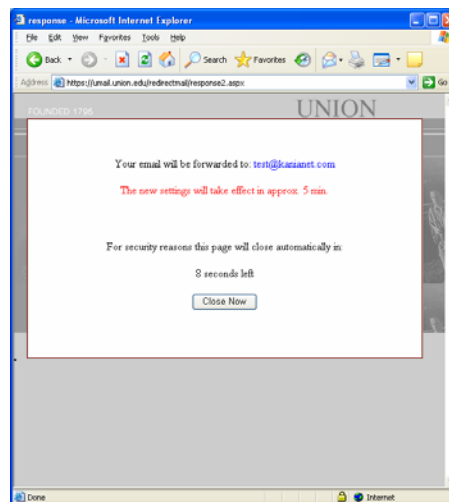 response - Microsoft Internet Explorer
File Edit View Favorites Tools Help
Back Search Favorites
Address https://umail.union.edu/redirectmail/response2.aspx Go
FOUNDED 1795 UNION
Your email will be forwarded to: test@kanianet.com
The new settings will take effect in approx. 5 min.
For security reasons this page will close automatically in:
8 seconds left
Close Now
Done Internet